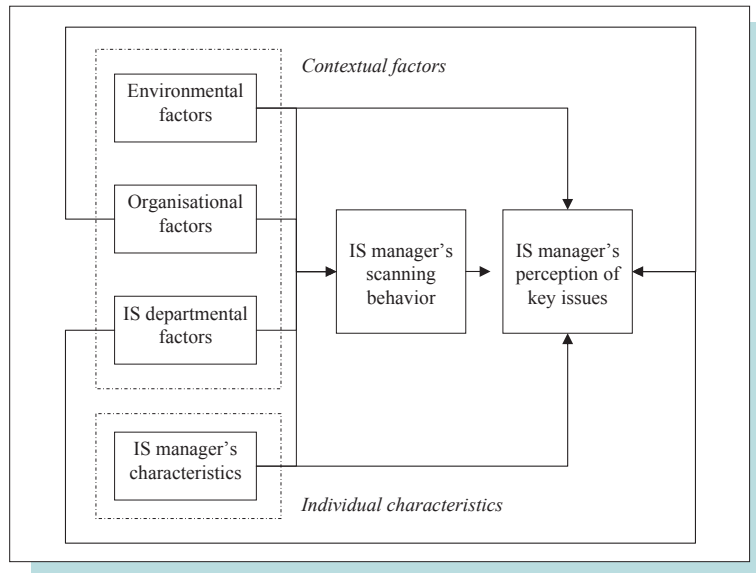 Contextual factors
Environmental
factors
Organisational
factors
IS departmental
factors
IS manager’s
characteristics
Individual characteristics
IS manager’s
scanning
behavior
IS manager’s
perception of
key issues